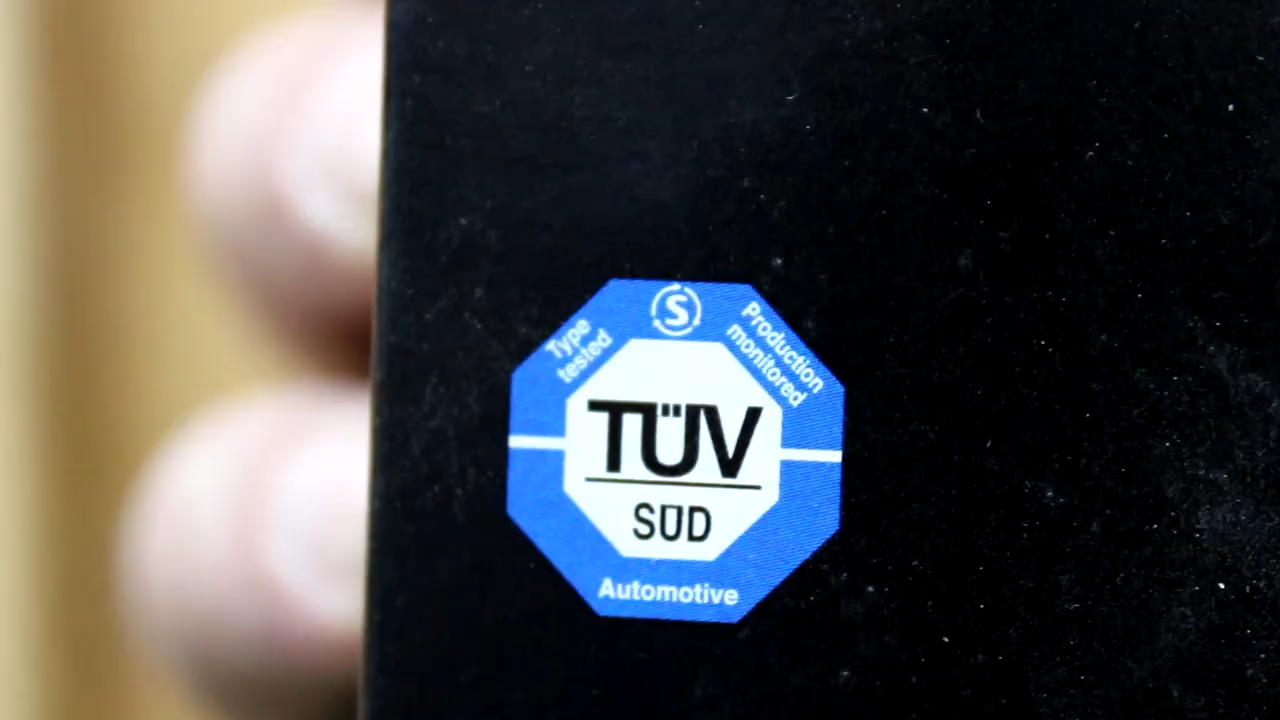 S
Type
tested
Production
monitored
TÜV
SÜD
Automotive